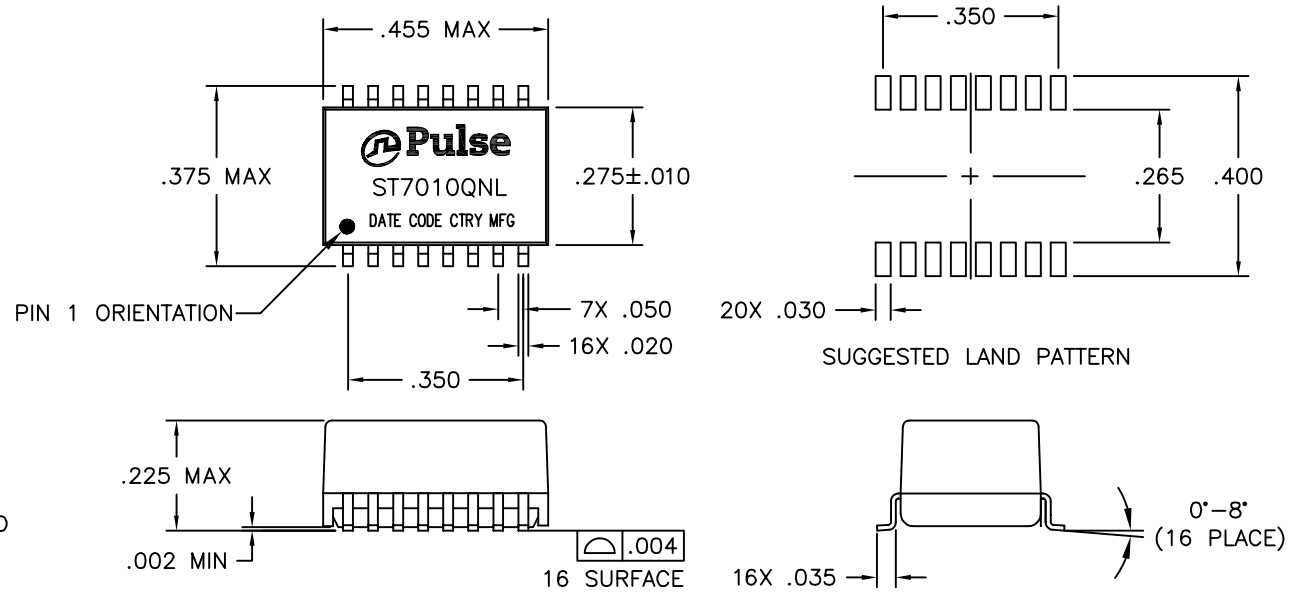 .455 MAX
.350
Pulse
ST7010QNL
DATE CODE CTRY MFG
.375 MAX
.275±.010
.265
.400
PIN 1 ORIENTATION
7X .050
16X .020
.350
20X .030
SUGGESTED LAND PATTERN
.225 MAX
.002 MIN
.004
16 SURFACE
16X .035
0°-8°
(16 PLACE)